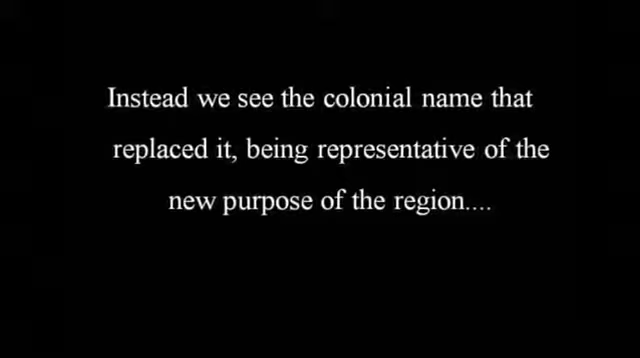 Instead we see the colonial name that
replaced it, being representative of the
new purpose of the region....